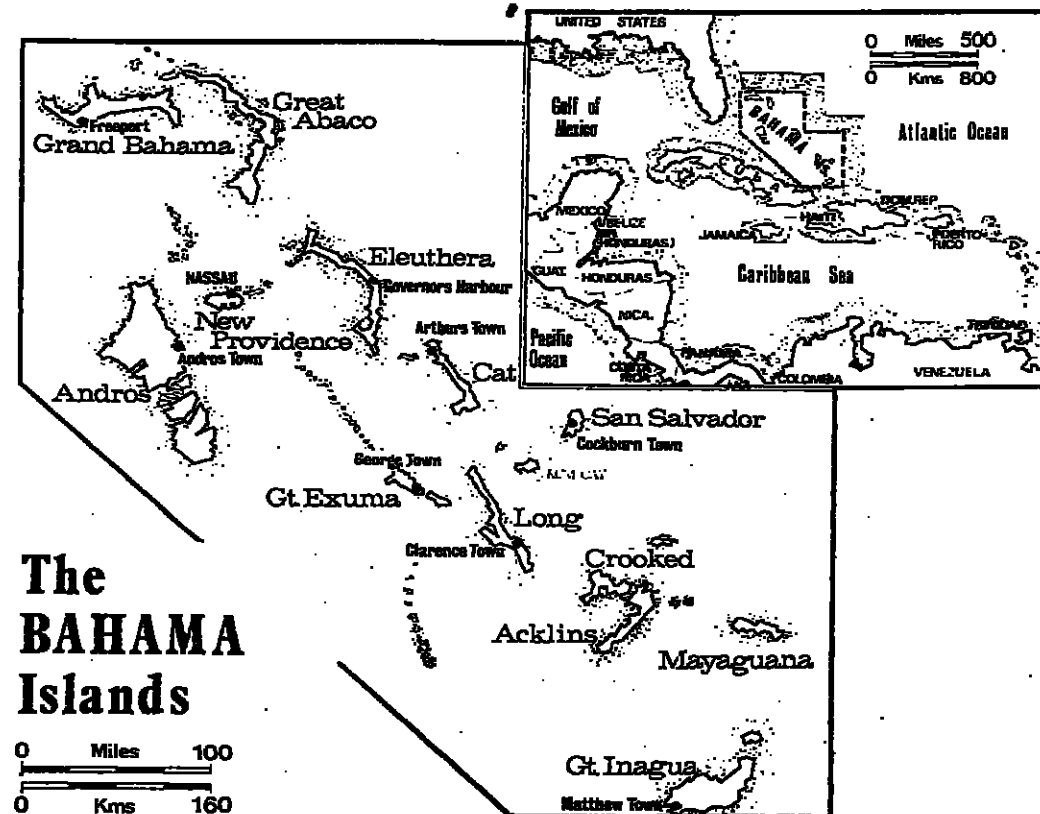 Great
Abaco
Freeport
Grand Bahama
Eleuthera
Governors Harbour
NASSAU
New
Providence
Andros Town
Andros
Arthurs Town
Cat
San Salvador
Cockburn Town
George Town
Gt. Exuma
Long
Clarence Town
Crooked
Acklins
Mayaguana
Gt. Inagua
Matthew Town
The
BAHAMA
Islands
0 Miles 100
0 Kms 160
UNITED STATES
0 Miles 500
0 Kms 800
Gulf of
Mexico
BAHAMA
Atlantic Ocean
CUBA
MEXICO
BELIZE
(BR.
HONDURAS)
HAITI
DOM.REP
JAMAICA
PUERTO
RICO
GUAT.
HONDURAS
Caribbean Sea
NICA.
Pacific
Ocean
COSTA
RICA
PANAMA
COLOMBIA
VENEZUELA
TRINIDAD